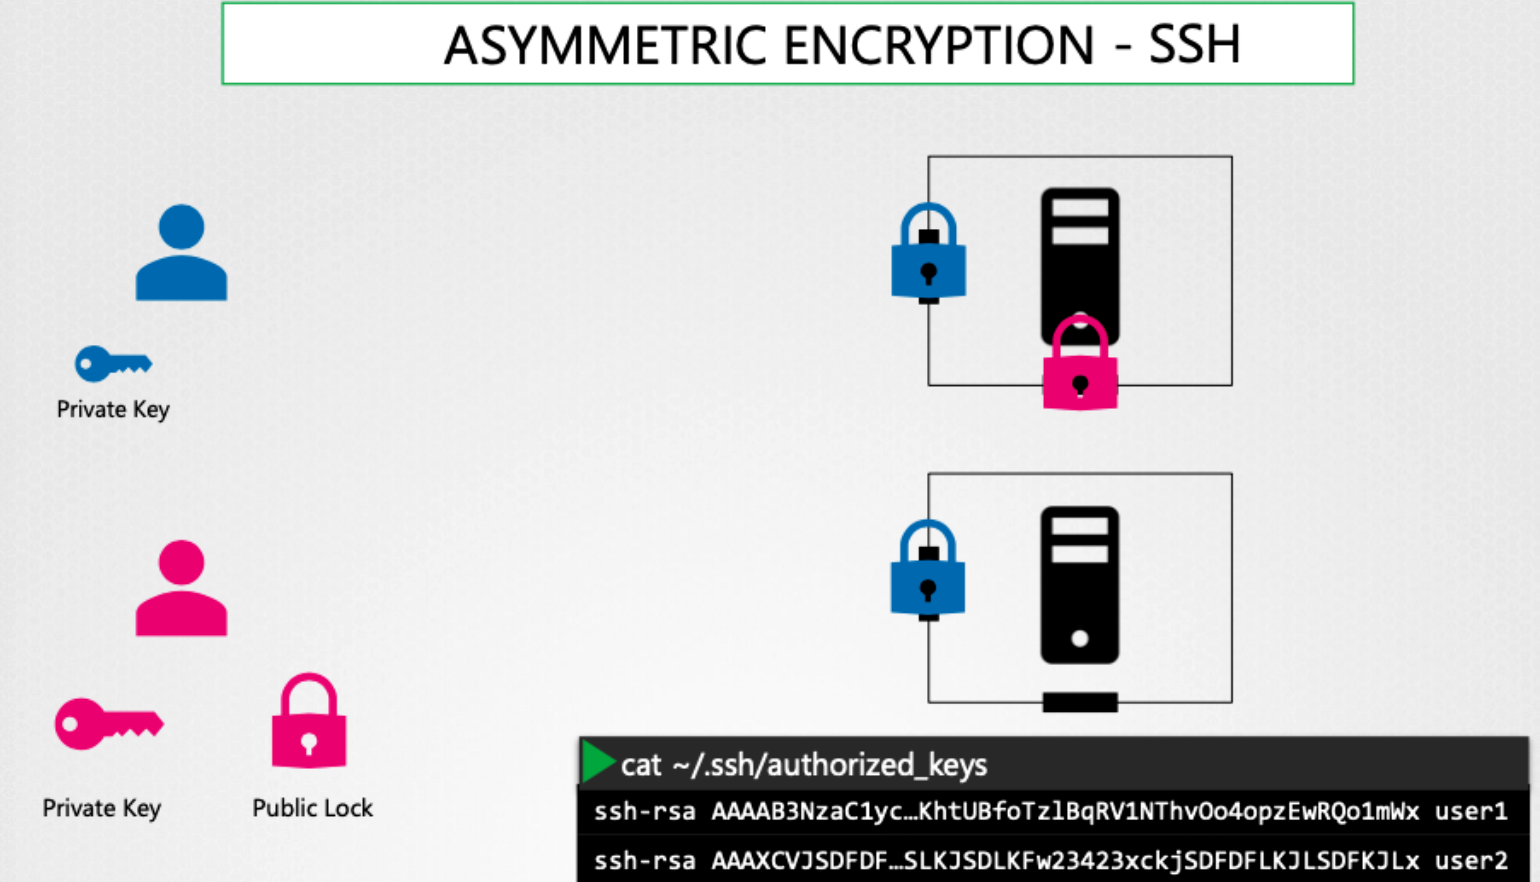 ASYMMETRIC ENCRYPTION - SSH
Private Key
Private Key
Public Lock
cat ~/.ssh/authorized_keys
ssh-rsa AAAAB3NzaC1yc…KhtUBfoTzlBqRV1NThvOo4opzEwRQo1mWx user1
ssh-rsa AAAXCVJSDFDF…SLKJSDLKFw23423xckjSDFDFLKJLSDFKJLx user2